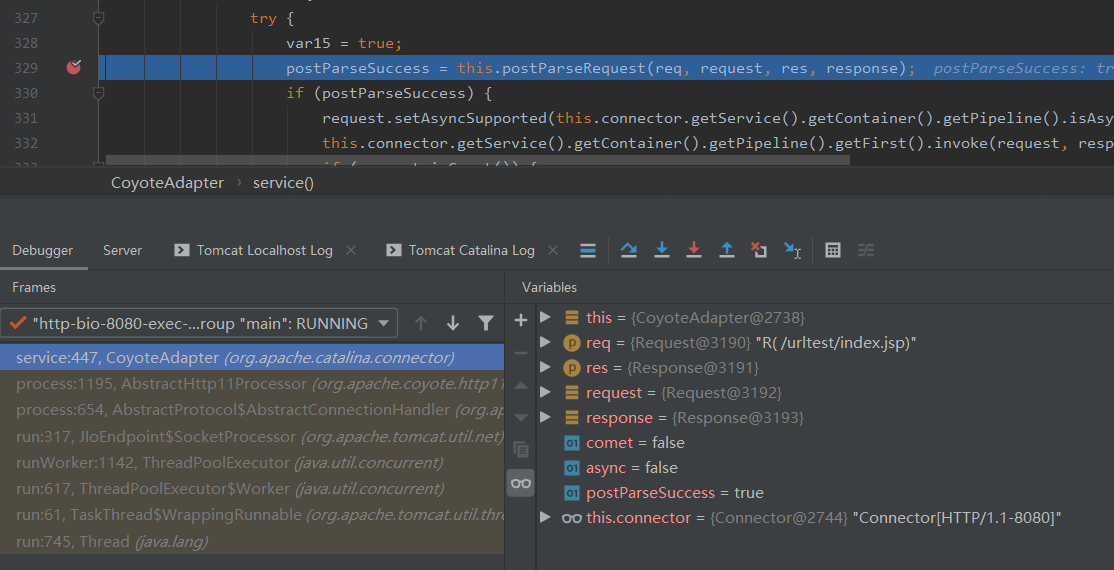 327 try {
328 var15 = true;
329 postParseSuccess = this.postParseRequest(req, request, res, response); postParseSuccess: tr
330 if (postParseSuccess) {
331 request.setAsyncSupported(this.connector.getService().getContainer().getPipeline().isAsy
332 this.connector.getService().getContainer().getPipeline().getFirst().invoke(request, resp
CoyoteAdapter › service()
Debugger Server Tomcat Localhost Log Tomcat Catalina Log
Frames
"http-bio-8080-exec-...roup "main": RUNNING
service:447, CoyoteAdapter (org.apache.catalina.connector)
process:1195, AbstractHttp11Processor (org.apache.coyote.http11
process:654, AbstractProtocol$AbstractConnectionHandler (org.ap
run:317, JIoEndpoint$SocketProcessor (org.apache.tomcat.util.net)
runWorker:1142, ThreadPoolExecutor (java.util.concurrent)
run:617, ThreadPoolExecutor$Worker (java.util.concurrent)
run:61, TaskThread$WrappingRunnable (org.apache.tomcat.util.thre
run:745, Thread (java.lang)
Variables
this = {CoyoteAdapter@2738}
req = {Request@3190} "R( /urltest/index.jsp)"
res = {Response@3191}
request = {Request@3192}
response = {Response@3193}
comet = false
async = false
postParseSuccess = true
this.connector = {Connector@2744} "Connector[HTTP/1.1-8080]"